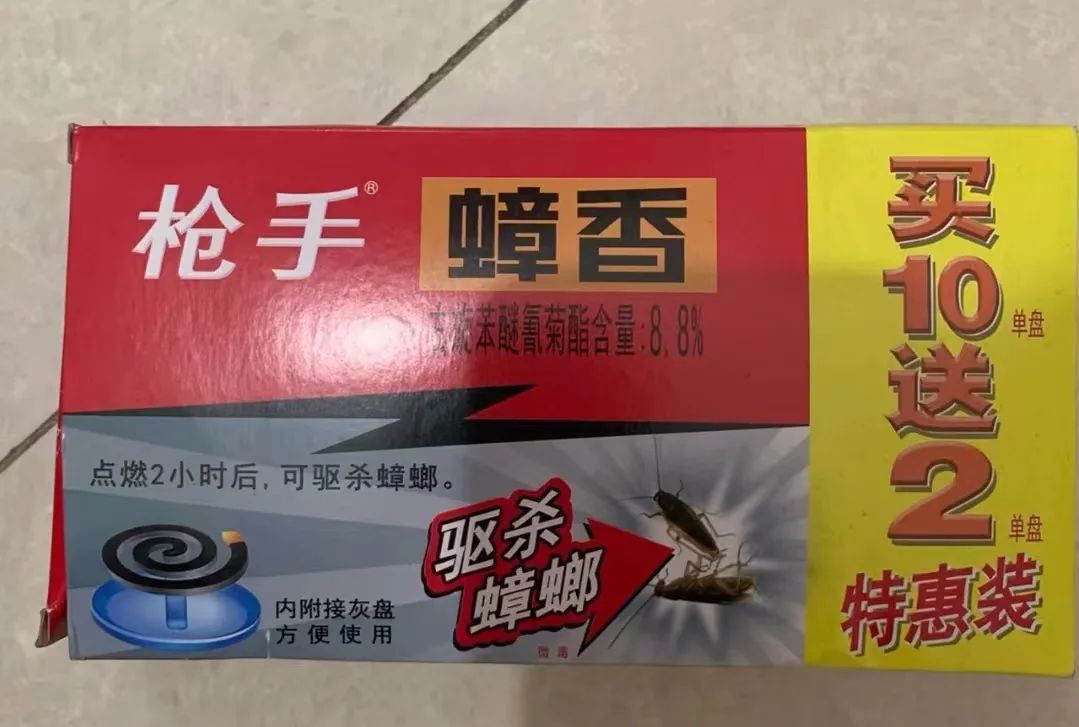 枪手®
蟑香
右旋苯醚氰菊酯含量:8.8%
点燃2小时后,可驱杀蟑螂。
驱杀
蟑螂
内附接灰盘
方便使用
微毒
买
10
单盘
送
2
单盘
特惠装